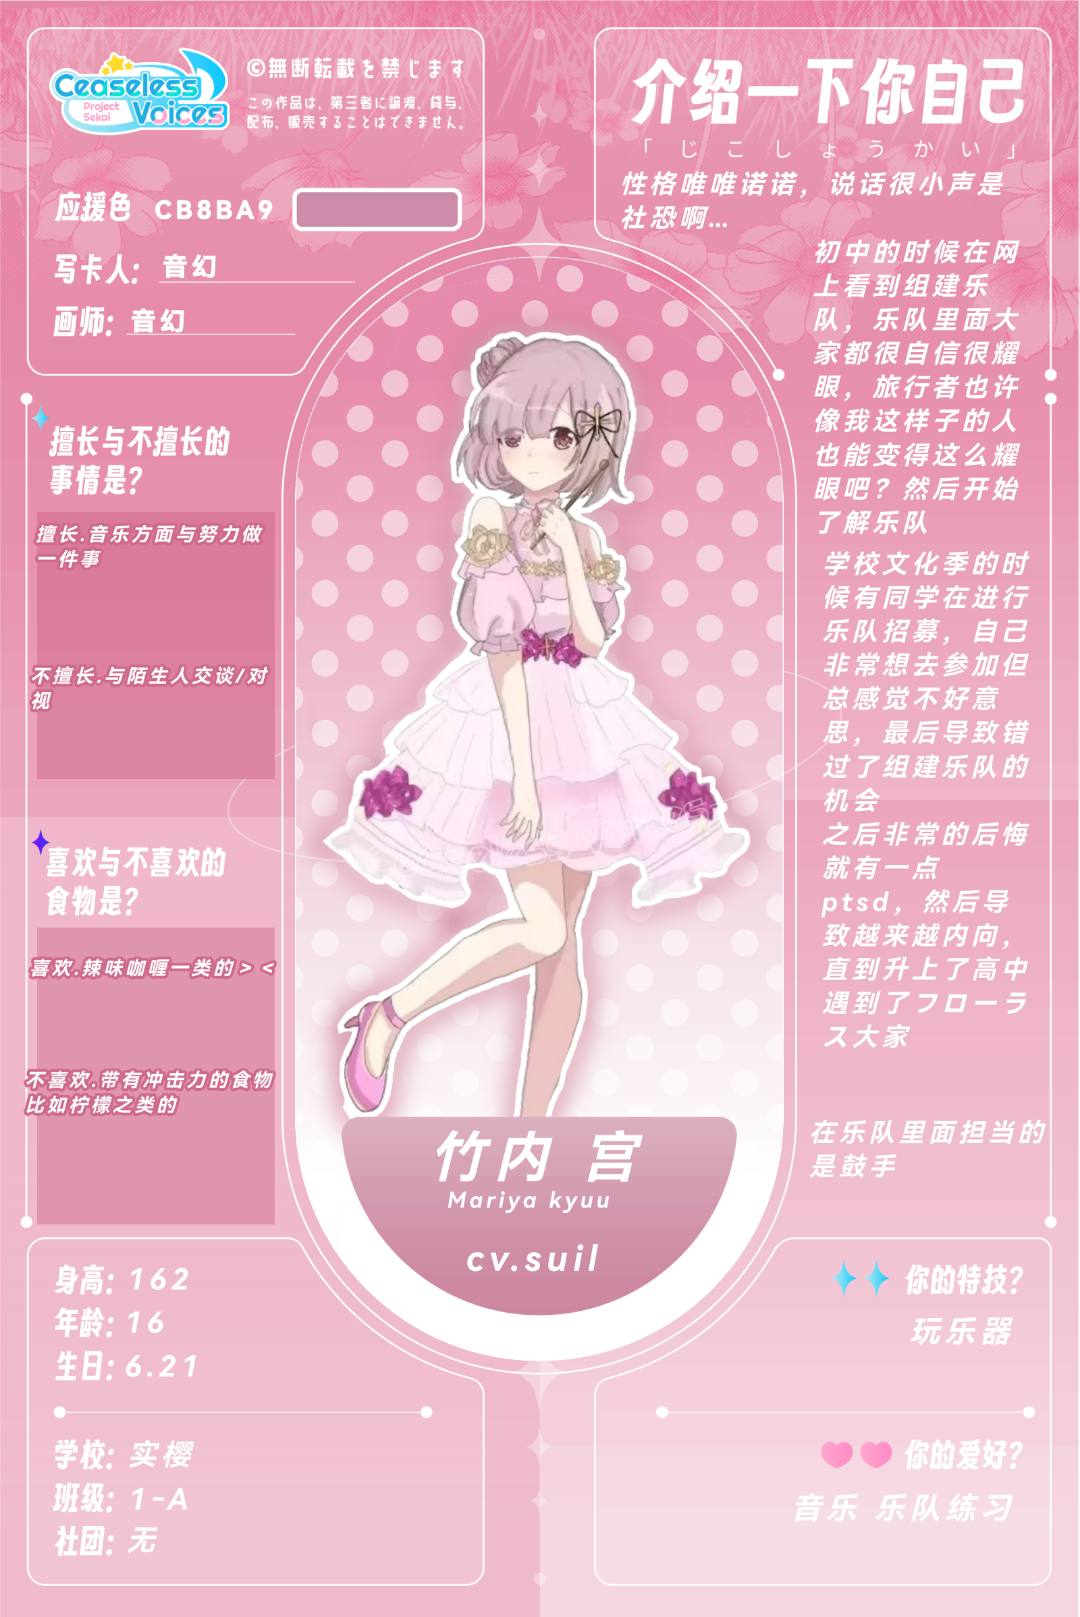 Ceaseless
Project
Sekai
Voices
©無断転載を禁じます
この作品は、第三者に譲渡、貸与、
配布、販売することはできません。
应援色 CB8BA9
写卡人：音幻
画师：音幻
介绍一下你自己
「じこしょうかい」
性格唯唯诺诺，说话很小声是
社恐啊...
初中的时候在网
上看到组建乐
队，乐队里面大
家都很自信很耀
眼，旅行者也许
像我这样子的人
也能变得这么耀
眼吧？然后开始
了解乐队
学校文化季的时
候有同学在进行
乐队招募，自己
非常想去参加但
总感觉不好意
思，最后导致错
过了组建乐队的
机会
之后非常的后悔
就有一点
ptsd，然后导
致越来越内向，
直到升上了高中
遇到了フローラ
ス大家
在乐队里面担当的
是鼓手
擅长与不擅长的
事情是？
擅长.音乐方面与努力做
一件事
不擅长.与陌生人交谈/对
视
喜欢与不喜欢的
食物是？
喜欢.辣味咖喱一类的＞＜
不喜欢.带有冲击力的食物
比如柠檬之类的
Ceaseless Voices
竹内 宫
Mariya kyuu
cv.suil
身高：162
年龄：16
生日：6.21
学校：实樱
班级：1-A
社团：无
你的特技？
玩乐器
你的爱好？
音乐 乐队练习